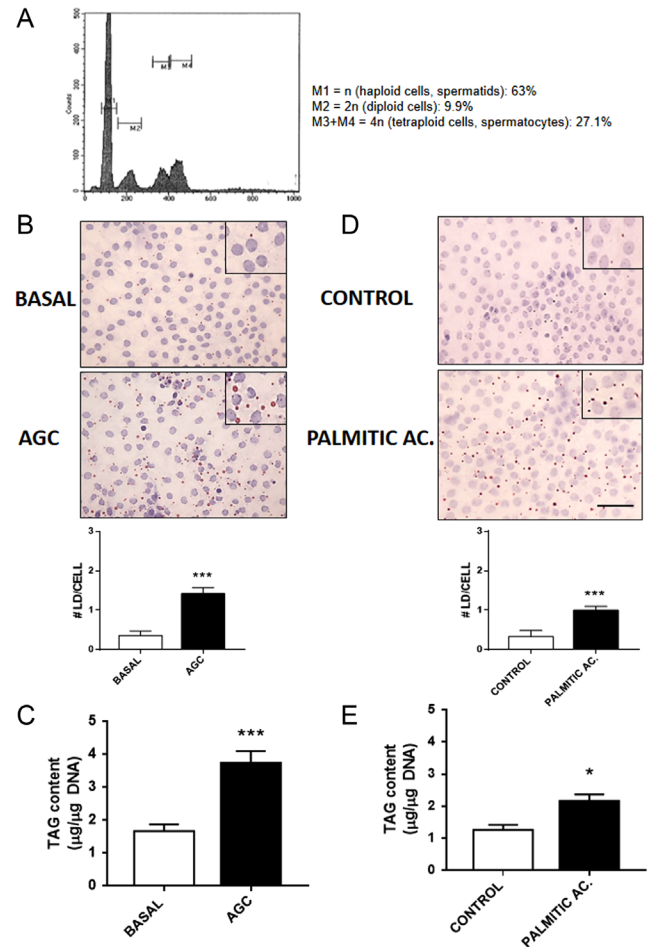 A
500
400
300
200
100
0
Counts
M1
M2
M3
M4
0
200
400
600
800
1000
M1 = n (haploid cells, spermatids): 63%
M2 = 2n (diploid cells): 9.9%
M3+M4 = 4n (tetraploid cells, spermatocytes): 27.1%
B
BASAL
AGC
3
2
1
0
# LD/CELL
***
BASAL
AGC
D
CONTROL
PALMITIC AC.
3
2
1
0
# LD/CELL
***
CONTROL
PALMITIC AC.
C
5
4
3
2
1
0
TAG content
(µg/µg DNA)
***
BASAL
AGC
E
5
4
3
2
1
0
TAG content
(µg/µg DNA)
*
CONTROL
PALMITIC AC.